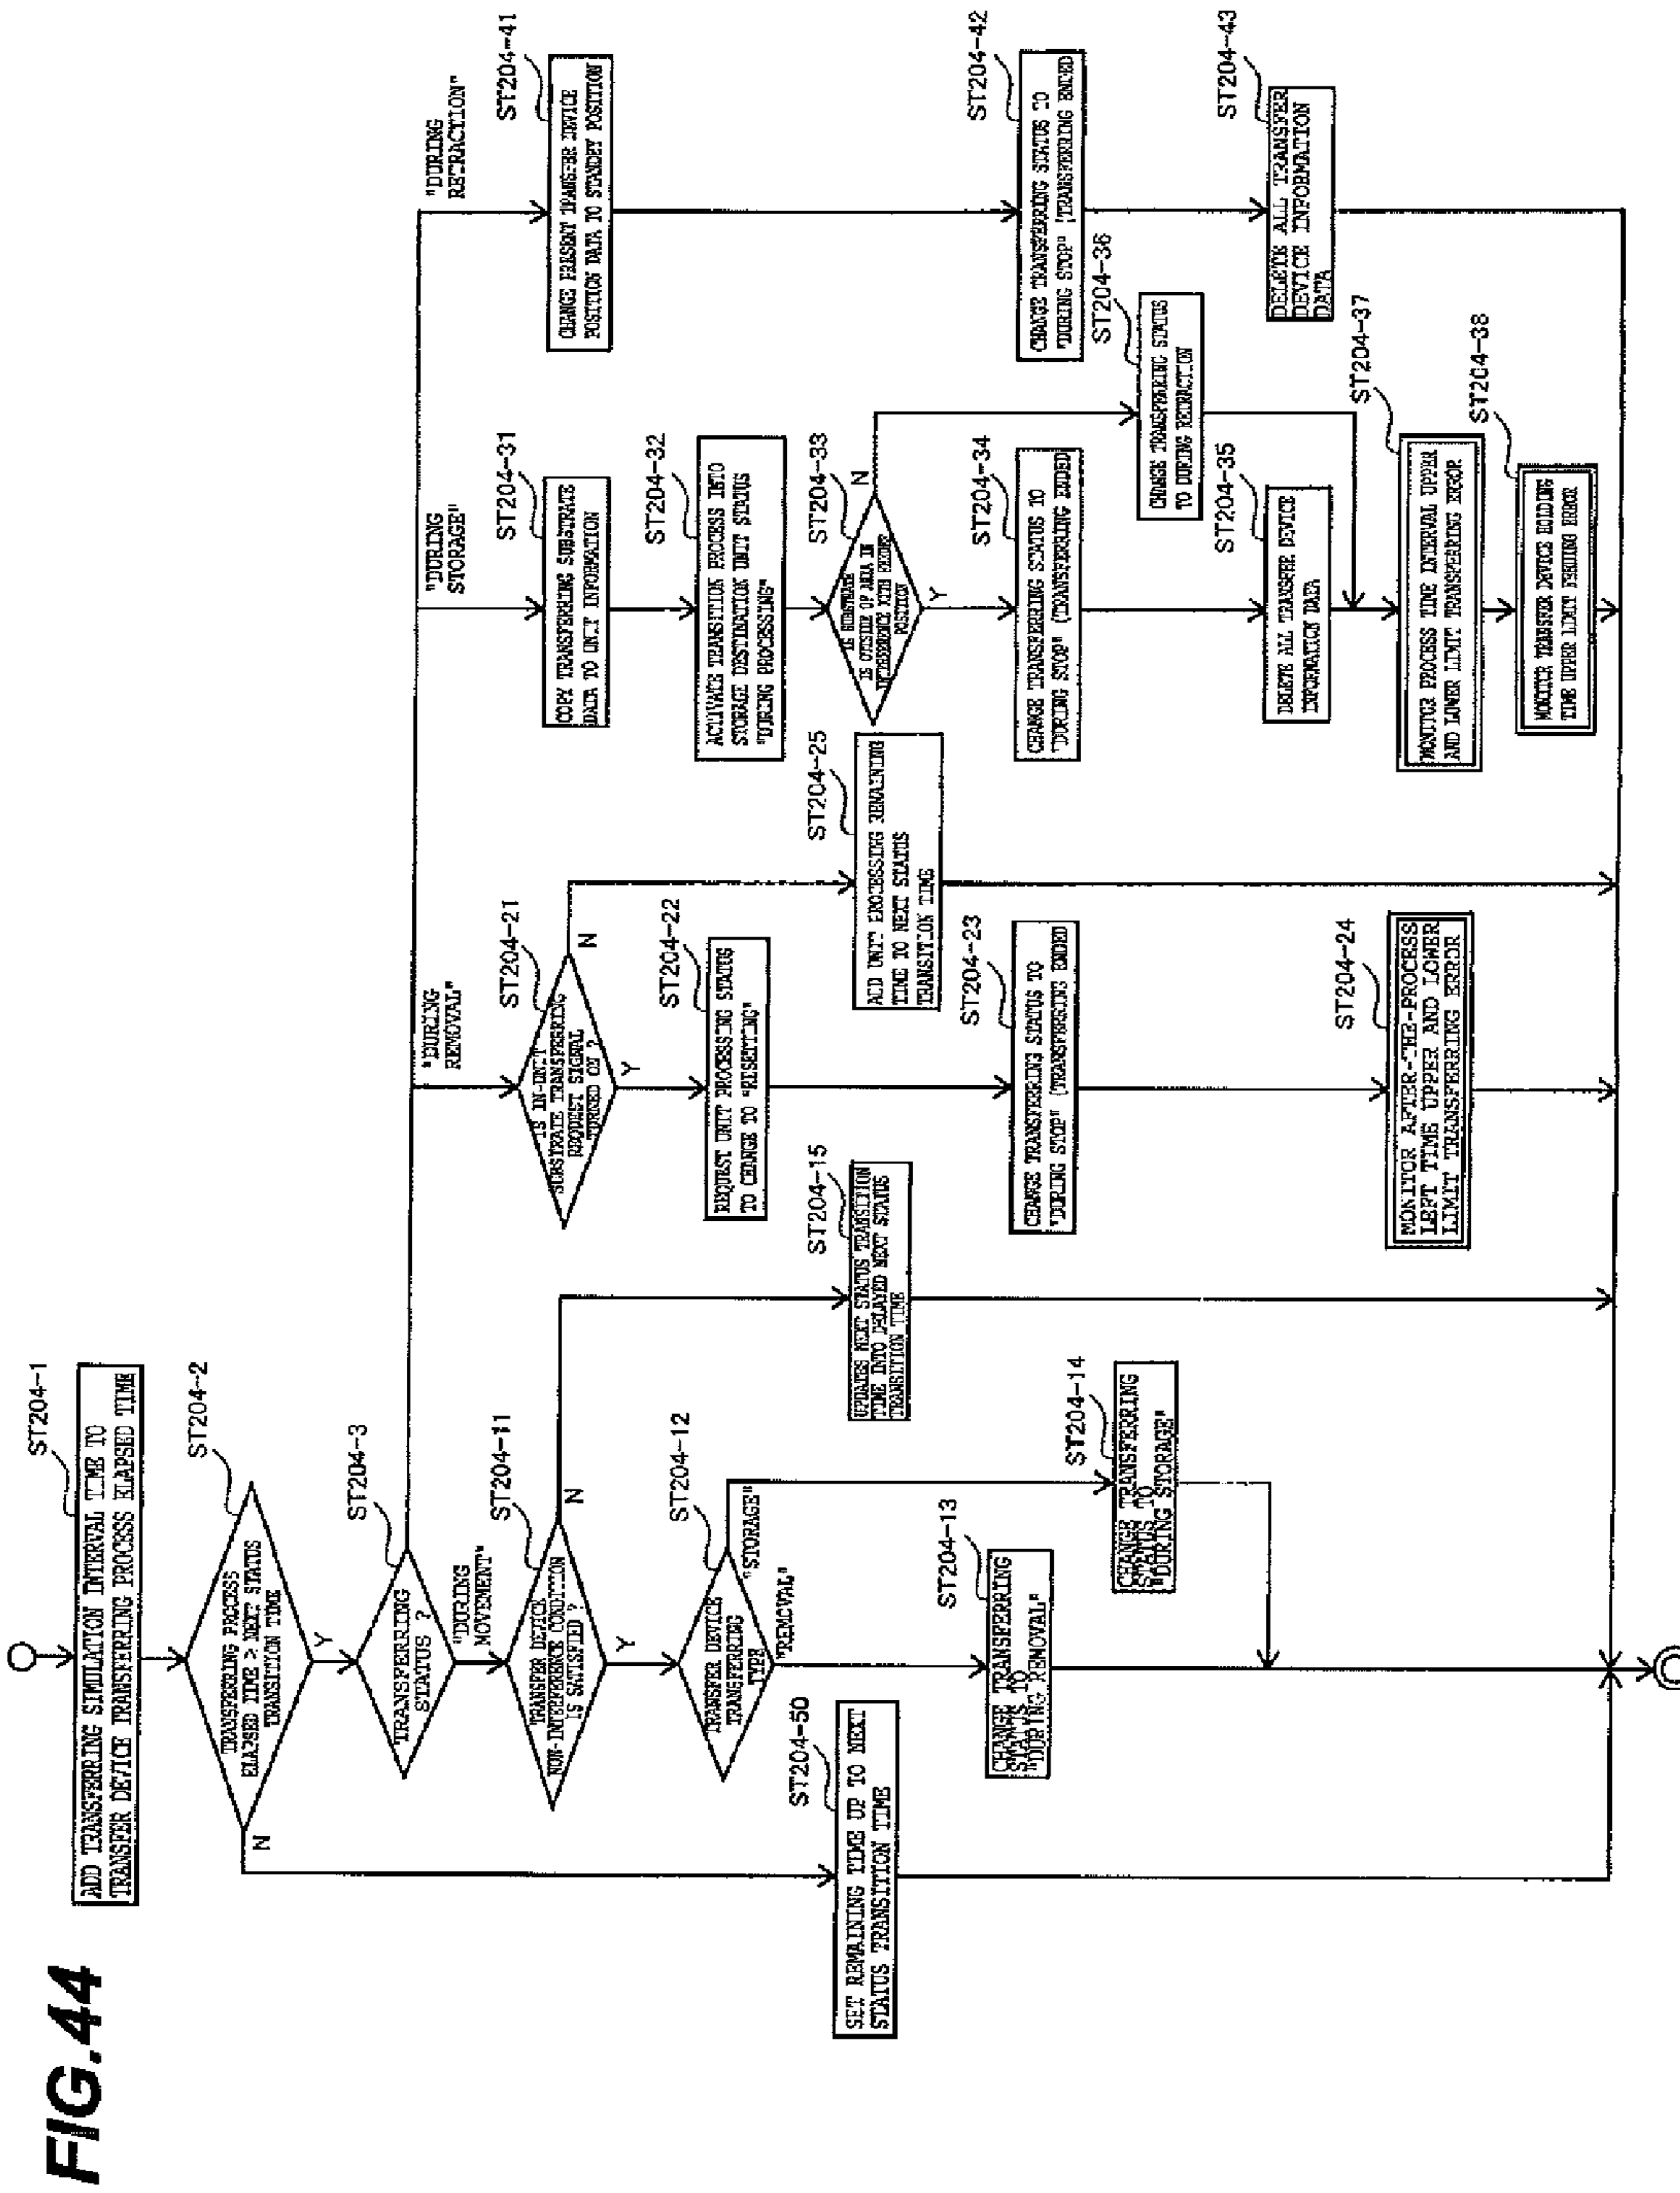 FIG.44
ST204-1
ADD TRANSFERRING SIMULATION INTERVAL TIME TO
TRANSFER DEVICE TRANSFERRING PROCESS ELAPSED TIME
ST204-2
TRANSFERRING PROCESS
ELAPSED TIME > NEXT STATUS
TRANSITION TIME
N
Y
ST204-3
TRANSFERRING
STATUS ?
"DURING
MOVEMENT"
"DURING
REMOVAL"
"DURING
STORAGE"
"DURING
RETRACTION"
ST204-11
TRANSFER DEVICE
NON-INTEFERENCE CONDITION
IS SATISFIED ?
N
Y
ST204-12
TRANSFER DEVICE
TRANSFERING
TYPE
"STORAGE"
"REMOVAL"
ST204-50
SET REMAINING TIME UP TO NEXT
STATUS TRANSITION TIME
ST204-13
CHANGE TRANSFERRING
STATUS TO
"DURING REMOVAL"
ST204-14
CHANGE TRANSFERRING
STATUS TO
"DURING STORAGE"
ST204-15
UPDATES NEXT STATUS TRANSITION
TIME INTO DELAYED NEXT STATUS
TRANSITION TIME
ST204-21
IS IN-UNIT
SUBSTRATE TRANSFERRING
REQUEST SIGNAL
TURNED ?
N
Y
ST204-22
REQUEST UNIT PROCESSING STATUS
TO CHANGE TO "RESETTING"
ST204-23
CHANGE TRANSFERRING STATUS TO
"DURING STOP" (TRANSFERRING ENDED
ST204-24
MONITOR AFTER-THE-PROCESS
LEFT TIME UPPER AND LOWER
LIMIT TRANSFERRING ERROR
ST204-25
ADD UNIT PROCESSING REMAINING
TIME TO NEXT STATUS
TRANSITION TIME
ST204-31
COPY TRANSFERRING SUBSTRATE
DATA TO UNIT INFORMATION
ST204-32
ACTIVATE TRANSITION PROCESS INTO
STORAGE DESTINATION UNIT STATUS
"DURING PROCESSING"
ST204-33
IS SUBSTRATE
IS OUTSIDE OF AREA IN
INTERFERENCE WITH
POSITION
N
Y
ST204-34
CHANGE TRANSFERRING STATUS TO
"DURING STOP" (TRANSFERRING ENDED
ST204-35
DELETE ALL TRANSFER DEVICE
INFORMATION DATA
ST204-36
CHANGE TRANSFERRING STATUS
TO DURING RETRACTION
ST204-37
MONITOR PROCESS TIME INTERVAL UPPER
AND LOWER LIMIT TRANSFERRING ERROR
ST204-38
MONITOR TRANSFER DEVICE HOLDING
TIME UPPER LIMIT ERROR
ST204-41
CHANGE PRESENT TRANSFER DEVICE
POSITION DATA TO STANDBY POSITION
ST204-42
CHANGE TRANSFERRING STATUS TO
"DURING STOP" (TRANSFERRING ENDED
ST204-43
DELETE ALL TRANSFER
DEVICE INFORMATION
DATA